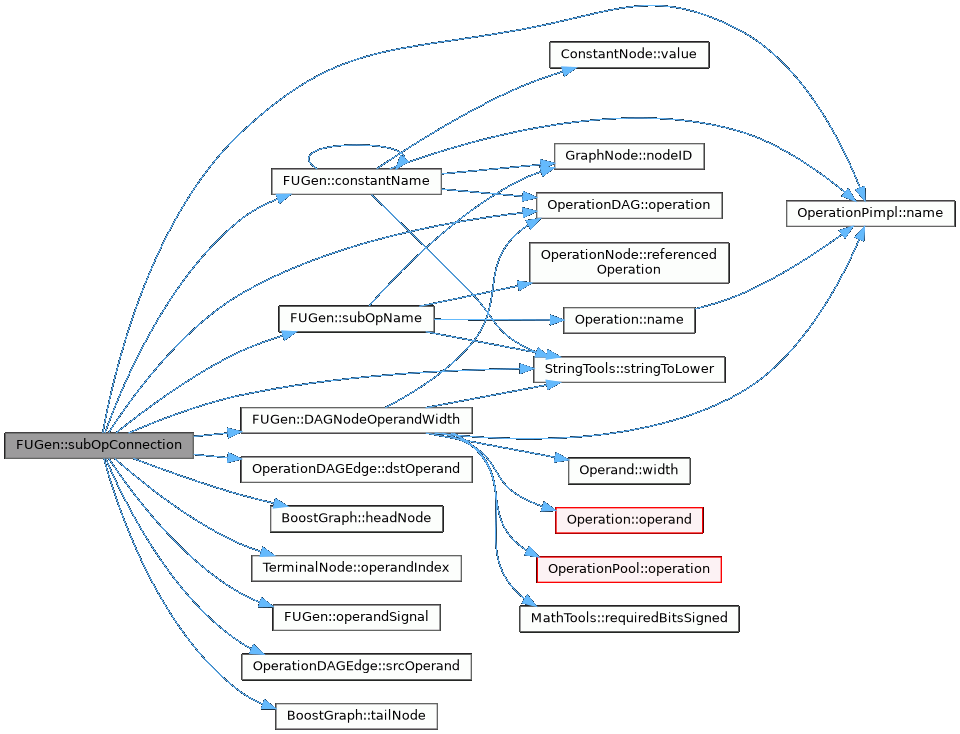 ConstantNode::value
GraphNode::nodeID
FUGen::constantName
OperationDAG::operation
OperationPimpl::name
OperationNode::referenced
Operation
FUGen::subOpName
Operation::name
StringTools::stringToLower
FUGen::DAGNodeOperandWidth
FUGen::subOpConnection
OperationDAGEdge::dstOperand
Operand::width
BoostGraph::headNode
Operation::operand
TerminalNode::operandIndex
OperationPool::operation
FUGen::operandSignal
MathTools::requiredBitsSigned
OperationDAGEdge::srcOperand
BoostGraph::tailNode